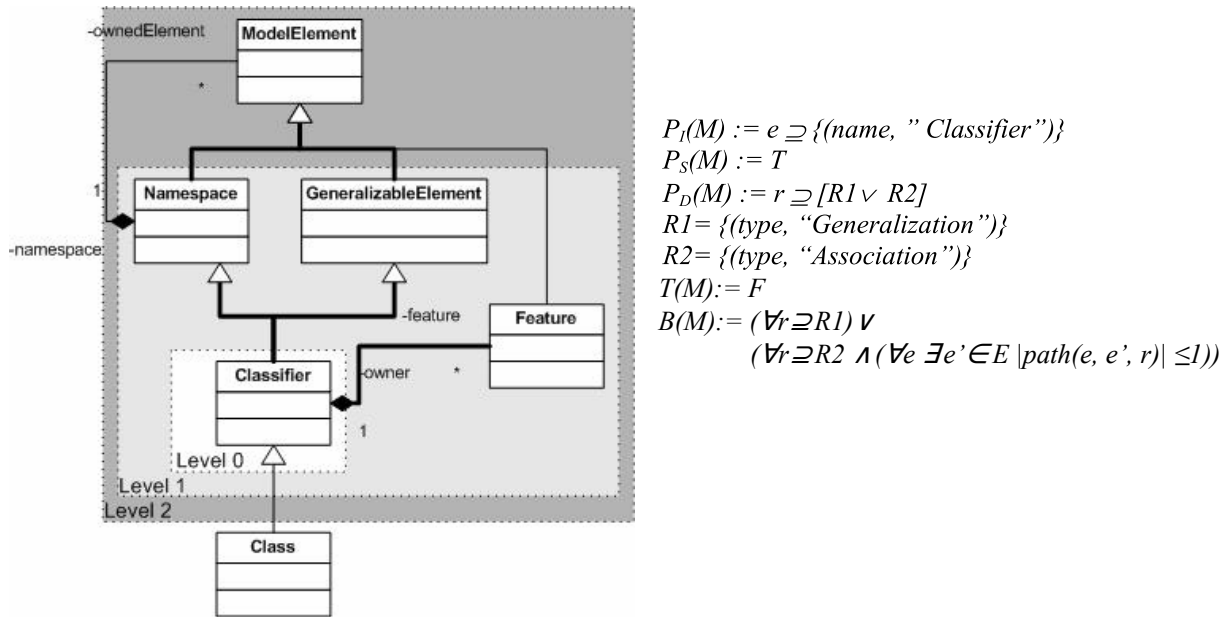 -ownedElement
ModelElement
*
1
Namespace
GeneralizableElement
-namespace
-feature
Feature
Classifier
-owner
*
1
Level 0
Level 1
Level 2
Class
P_I(M) := e ⊇ {(name, ” Classifier”)}
P_S(M) := T
P_D(M) := r ⊇ [R1 ∨ R2]
R1= {(type, “Generalization”)}
R2= {(type, “Association”)}
T(M):= F
B(M):= (∀r⊇R1) ∨
(∀r⊇R2 ∧ (∀e ∃e’∈E |path(e, e’, r)| ≤1))